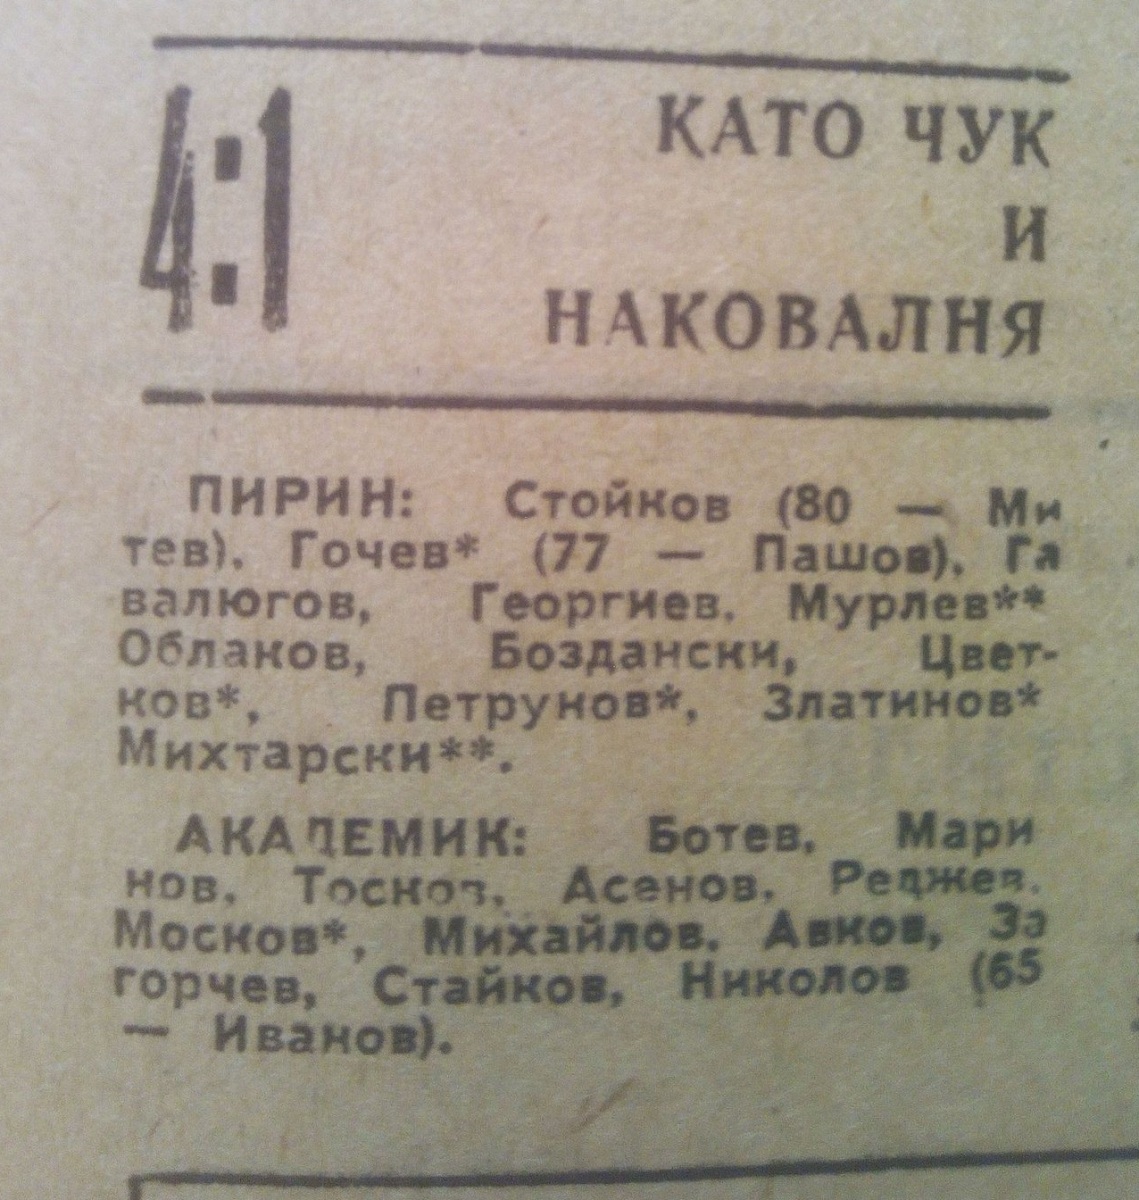 4:1
КАТО ЧУК
И
НАКОВАЛНЯ
ПИРИН: Стойков (80 — Ми
тев). Гочев* (77 — Пашов). Га
валюгов, Георгиев. Мурлев**
Облаков, Боздански, Цвет-
ков*, Петруков*, Златинов*
Михтарски**.
АКАДЕМИК: Ботев. Мари
нов. Тосков. Асенов. Реджев.
Москов*, Михайлов. Авков, За
горчев, Стайков, Николов (65
— Иванов).